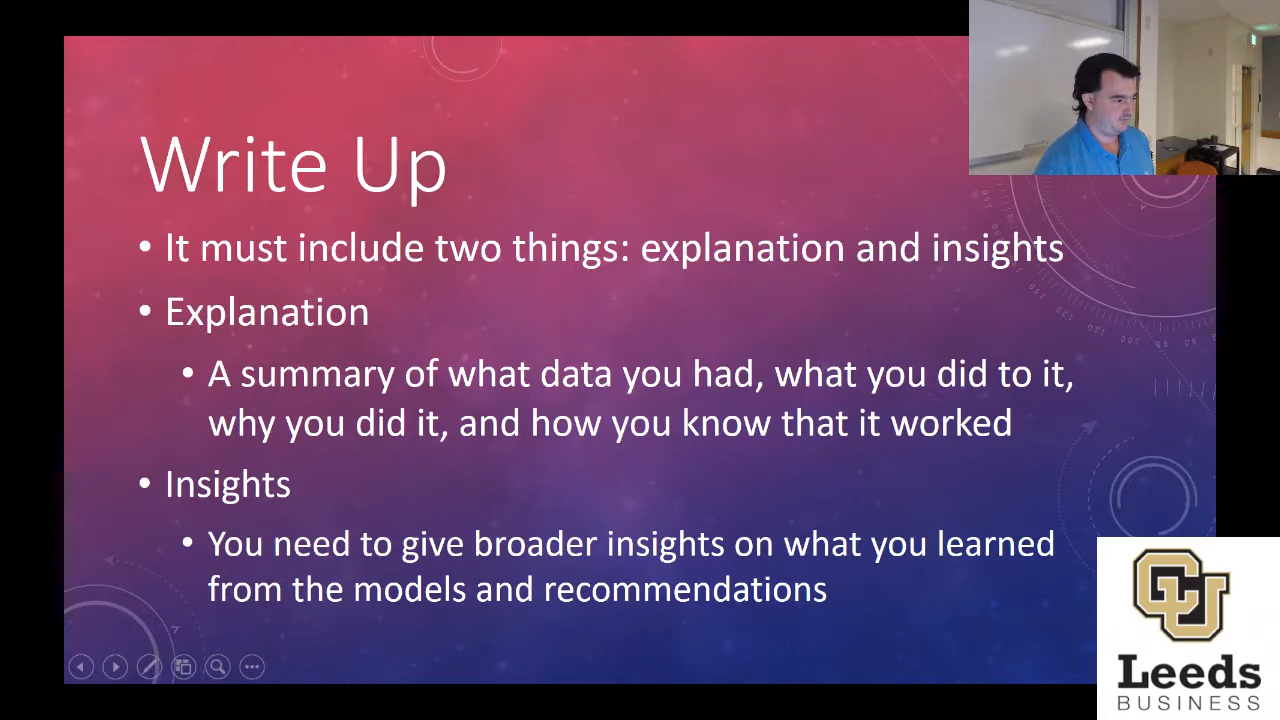 Write Up
• It must include two things: explanation and insights
• Explanation
• A summary of what data you had, what you did to it,
why you did it, and how you know that it worked
• Insights
• You need to give broader insights on what you learned
from the models and recommendations
CU
Leeds
BUSINESS